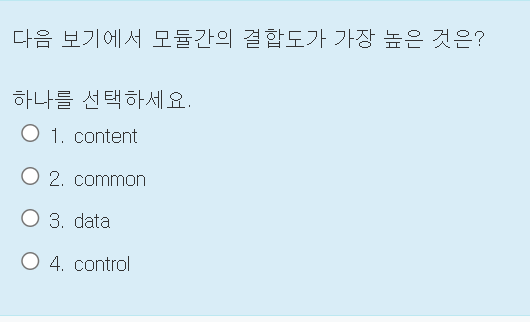 다음 보기에서 모듈간의 결합도가 가장 높은 것은?
하나를 선택하세요.
1. content
2. common
3. data
4. control